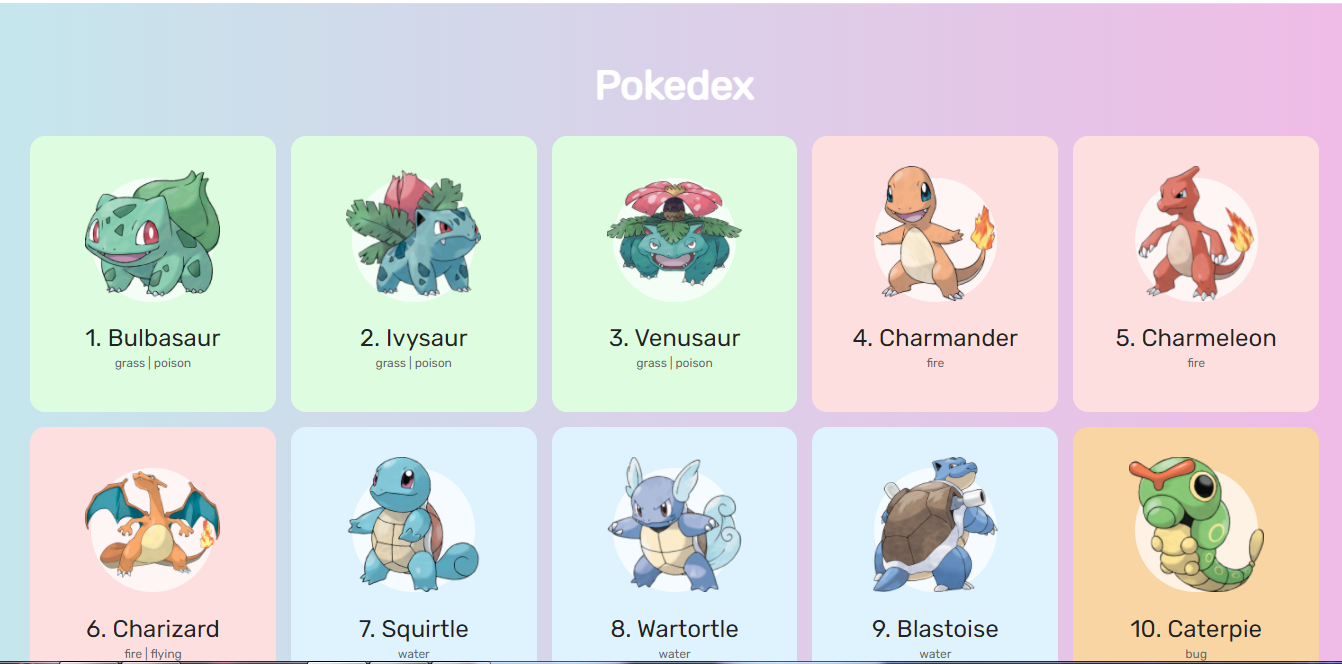 Pokedex
1. Bulbasaur
grass | poison
2. Ivysaur
grass | poison
3. Venusaur
grass | poison
4. Charmander
fire
5. Charmeleon
fire
6. Charizard
fire | flying
7. Squirtle
water
8. Wartortle
water
9. Blastoise
water
10. Caterpie
bug